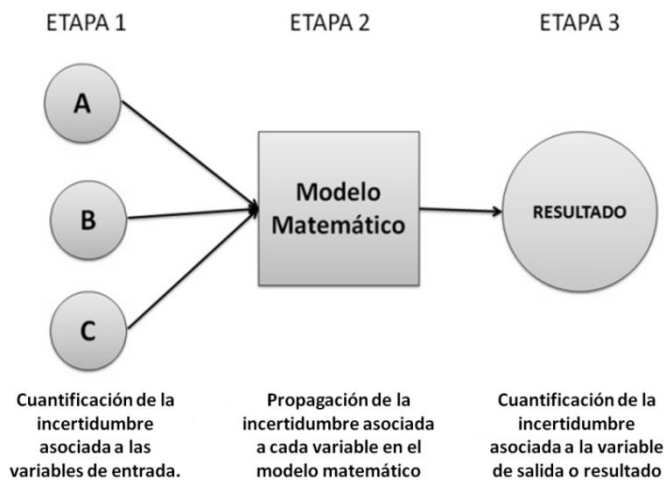 ETAPA 1
ETAPA 2
ETAPA 3
A
B
C
Modelo
Matemático
RESULTADO
Cuantificación de la
incertidumbre
asociada a las
variables de entrada.
Propagación de la
incertidumbre asociada
a cada variable en el
modelo matemático
Cuantificación de la
incertidumbre
asociada a la variable
de salida o resultado